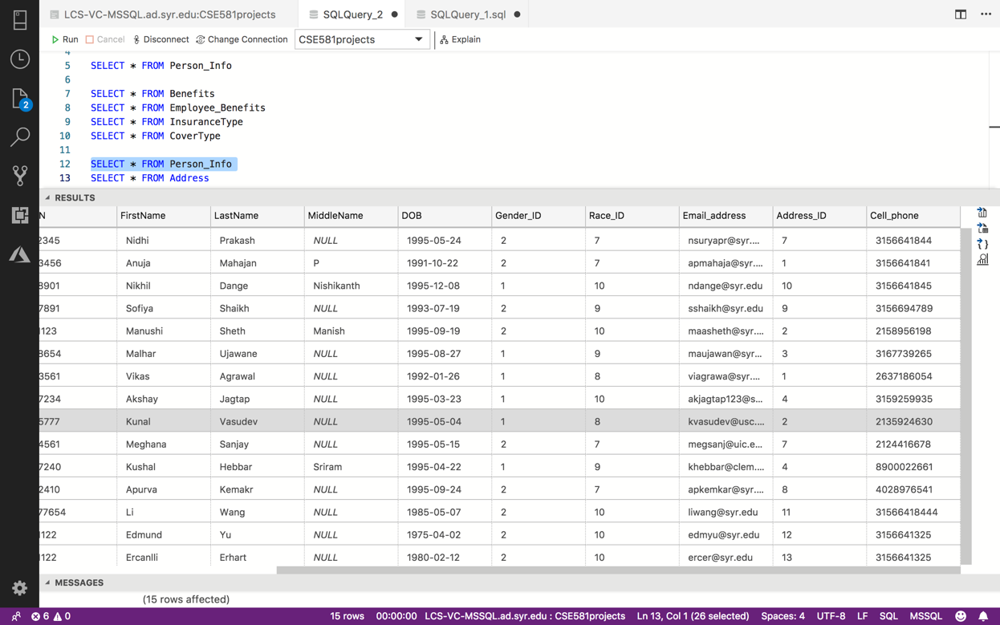 LCS-VC-MSSQL.ad.syr.edu:CSE581projects SQLQuery_2 SQLQuery_1.sql
Run Cancel Disconnect Change Connection CSE581projects Explain
4
5 SELECT * FROM Person_Info
6
7 SELECT * FROM Benefits
8 SELECT * FROM Employee_Benefits
9 SELECT * FROM InsuranceType
10 SELECT * FROM CoverType
11
12 SELECT * FROM Person_Info
13 SELECT * FROM Address
2
RESULTS
N FirstName LastName MiddleName DOB Gender_ID Race_ID Email_address Address_ID Cell_phone
2345 Nidhi Prakash NULL 1995-05-24 2 7 nsuryapr@syr.... 7 3156641844
3456 Anuja Mahajan P 1991-10-22 2 7 apmahaja@syr.... 1 3156641841
8901 Nikhil Dange Nishikanth 1995-12-08 1 10 ndange@syr.edu 10 3156641845
7891 Sofiya Shaikh NULL 1993-07-19 2 9 sshaikh@syr.edu 9 3156694789
1123 Manushi Sheth Manish 1995-09-19 2 10 maasheth@syr.... 2 2158956198
8654 Malhar Ujawane NULL 1995-08-27 1 9 maujawan@syr... 3 3167739265
3561 Vikas Agrawal NULL 1992-01-26 1 8 viagrawa@syr.... 1 2637186054
7234 Akshay Jagtap NULL 1995-03-23 1 10 akjagtap123@s... 4 3159259935
5777 Kunal Vasudev NULL 1995-05-04 1 8 kvasudev@usc.... 2 2135924630
4561 Meghana Sanjay NULL 1995-05-15 2 7 megsanj@uic.e... 7 2124416678
7240 Kushal Hebbar Sriram 1995-04-22 1 9 khebbar@clem.... 4 8900022661
2410 Apurva Kemakr NULL 1995-09-24 2 7 apkemkar@syr.... 8 4028976541
77654 Li Wang NULL 1985-05-07 2 10 liwang@syr.edu 11 31566418444
1122 Edmund Yu NULL 1975-04-02 2 10 edmyu@syr.edu 12 3156641325
1122 Ercanlli Erhart NULL 1980-02-12 2 10 ercer@syr.edu 13 3156641325
MESSAGES
(15 rows affected)
6 0 15 rows 00:00:00 LCS-VC-MSSQL.ad.syr.edu : CSE581projects Ln 13, Col 1 (26 selected) Spaces: 4 UTF-8 LF SQL MSSQL